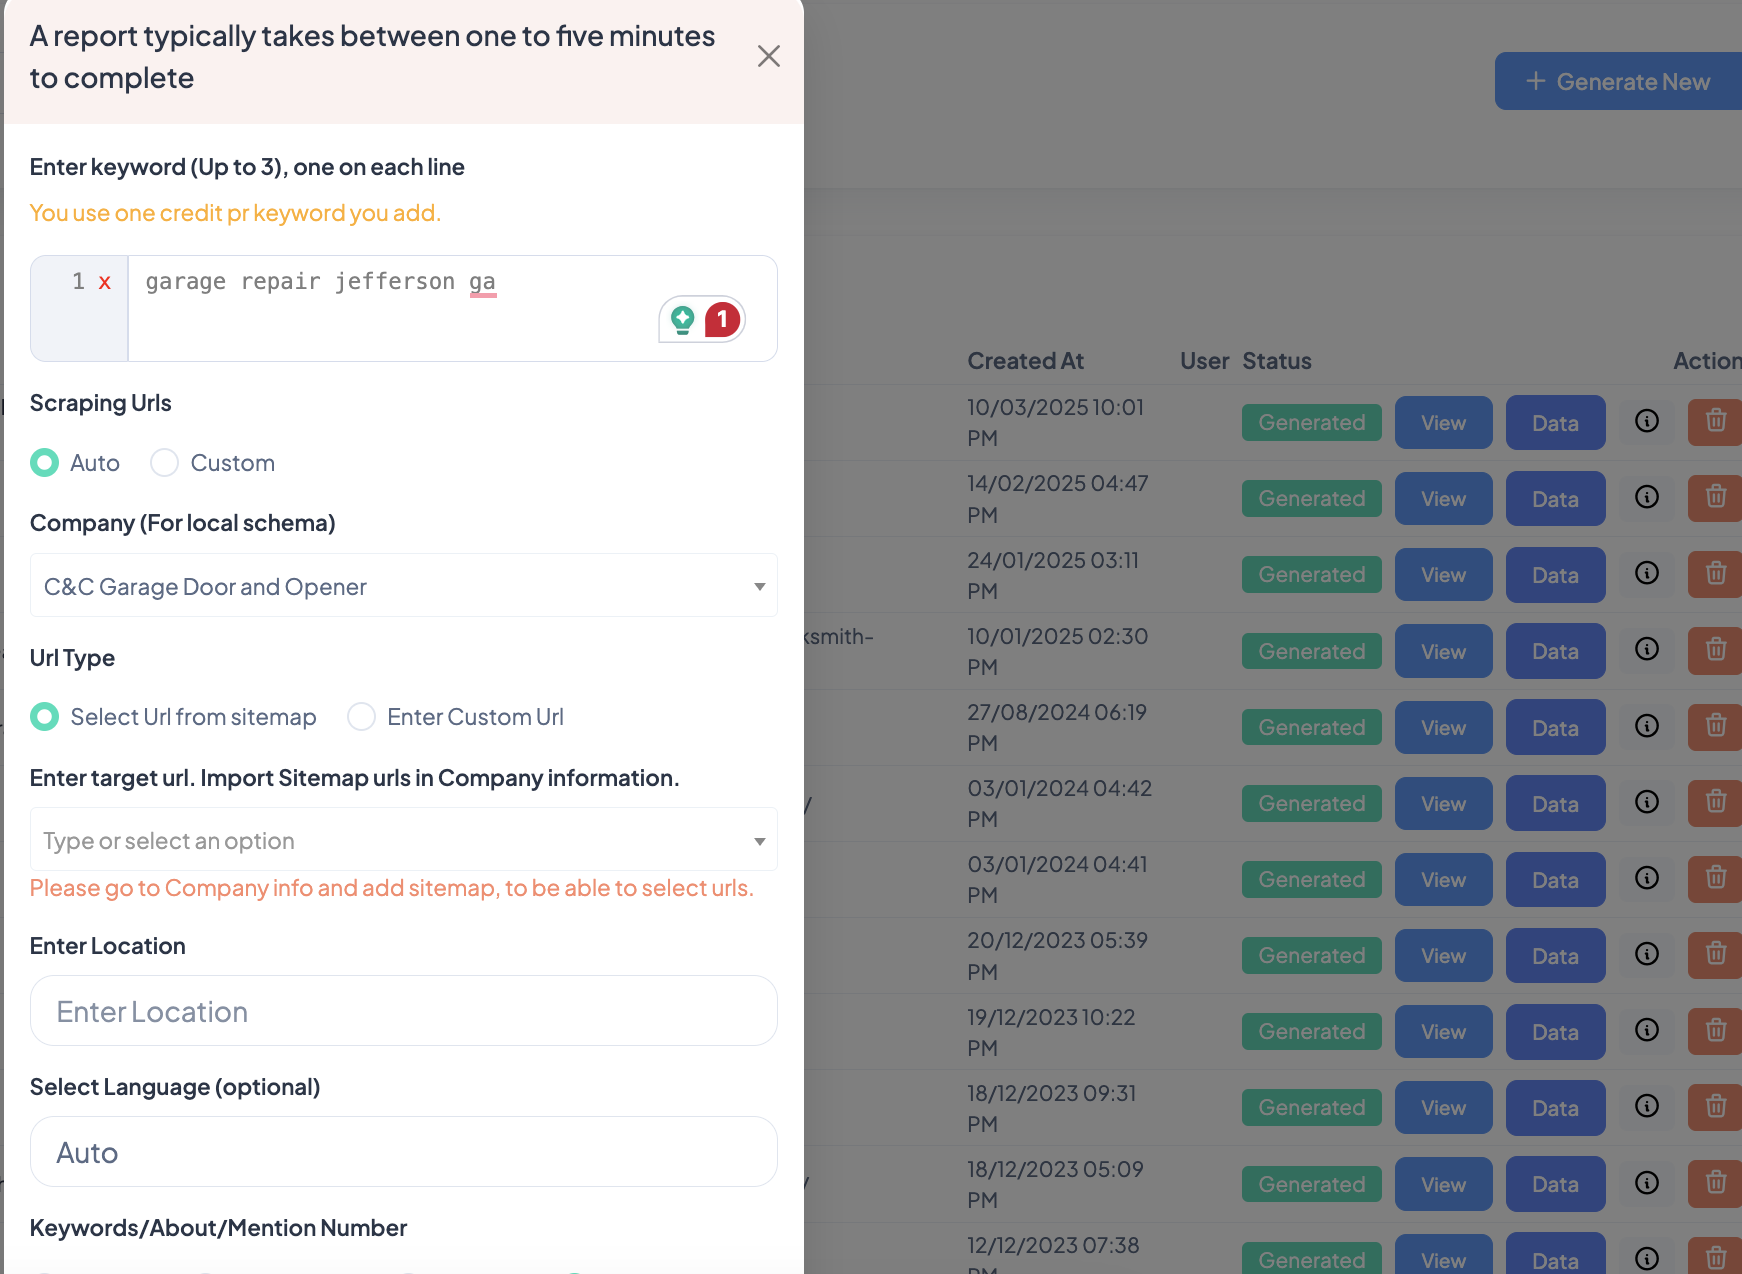 A report typically takes between one to five minutes
to complete
+ Generate New
Enter keyword (Up to 3), one on each line
You use one credit pr keyword you add.
1 x garage repair jefferson ga
1
Scraping Urls
Auto Custom
Company (For local schema)
C&C Garage Door and Opener
Url Type
Select Url from sitemap Enter Custom Url
Enter target url. Import Sitemap urls in Company information.
Type or select an option
Please go to Company info and add sitemap, to be able to select urls.
Enter Location
Enter Location
Select Language (optional)
Auto
Keywords/About/Mention Number
Created At User Status Action
10/03/2025 10:01
PM
Generated View Data
14/02/2025 04:47
PM
Generated View Data
24/01/2025 03:11
PM
Generated View Data
ksmith-
10/01/2025 02:30
PM
Generated View Data
27/08/2024 06:19
PM
Generated View Data
/
03/01/2024 04:42
PM
Generated View Data
03/01/2024 04:41
PM
Generated View Data
20/12/2023 05:39
PM
Generated View Data
19/12/2023 10:22
PM
Generated View Data
18/12/2023 09:31
PM
Generated View Data
/
18/12/2023 05:09
PM
Generated View Data
12/12/2023 07:38
PM
Generated View Data